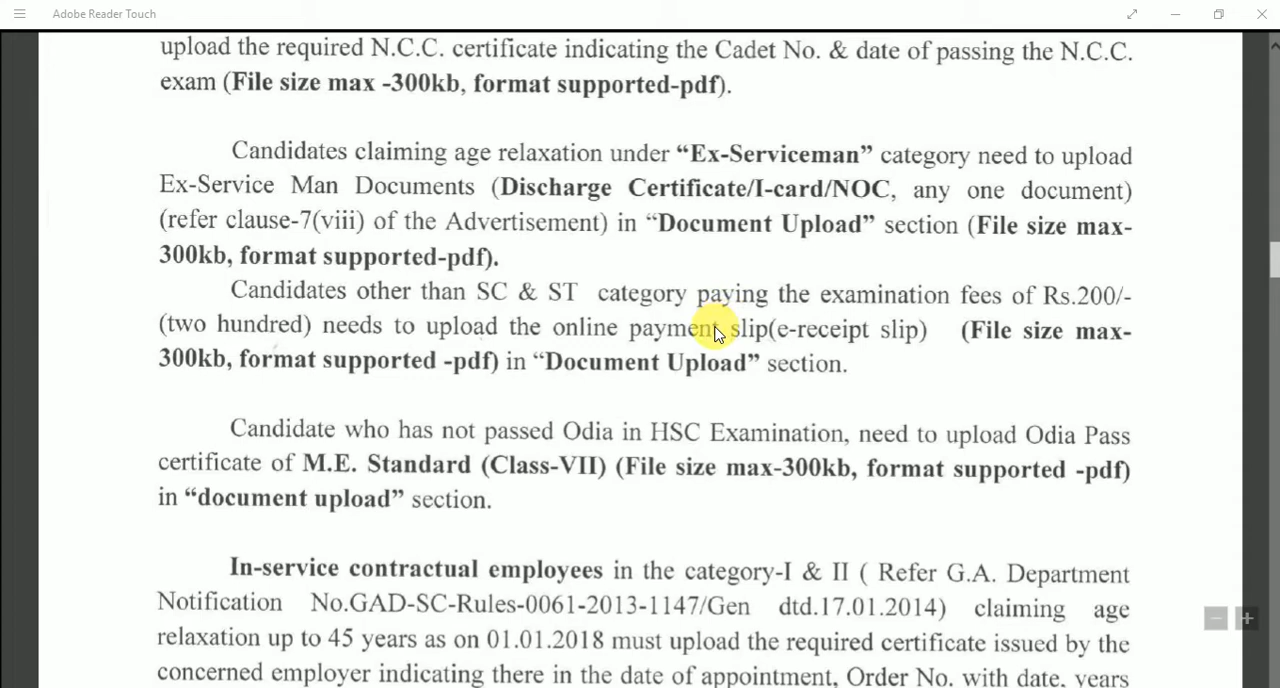 Adobe Reader Touch
upload the required N.C.C. certificate indicating the Cadet No. & date of passing the N.C.C.
exam (File size max -300kb, format supported-pdf).
Candidates claiming age relaxation under “Ex-Serviceman” category need to upload
Ex-Service Man Documents (Discharge Certificate/I-card/NOC, any one document)
(refer clause-7(viii) of the Advertisement) in “Document Upload” section (File size max-
300kb, format supported-pdf).
Candidates other than SC & ST category paying the examination fees of Rs.200/-
(two hundred) needs to upload the online payment slip(e-receipt slip) (File size max-
300kb, format supported -pdf) in “Document Upload” section.
Candidate who has not passed Odia in HSC Examination, need to upload Odia Pass
certificate of M.E. Standard (Class-VII) (File size max-300kb, format supported -pdf)
in “document upload” section.
In-service contractual employees in the category-I & II ( Refer G.A. Department
Notification No.GAD-SC-Rules-0061-2013-1147/Gen dtd.17.01.2014) claiming age
relaxation up to 45 years as on 01.01.2018 must upload the required certificate issued by the
concerned employer indicating there in the date of appointment, Order No. with date, years